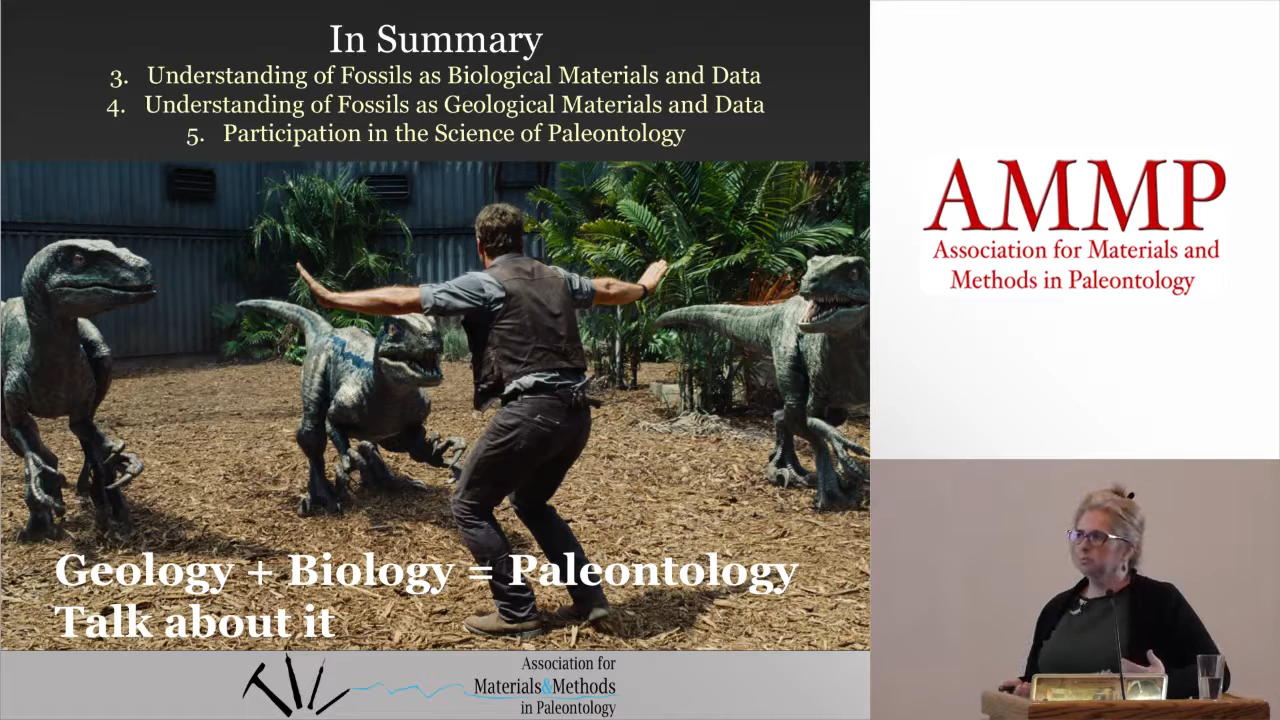 In Summary
3. Understanding of Fossils as Biological Materials and Data
4. Understanding of Fossils as Geological Materials and Data
5. Participation in the Science of Paleontology
Geology + Biology = Paleontology
Talk about it
Association for
Materials&Methods
in Paleontology
AMMP
Association for Materials and
Methods in Paleontology